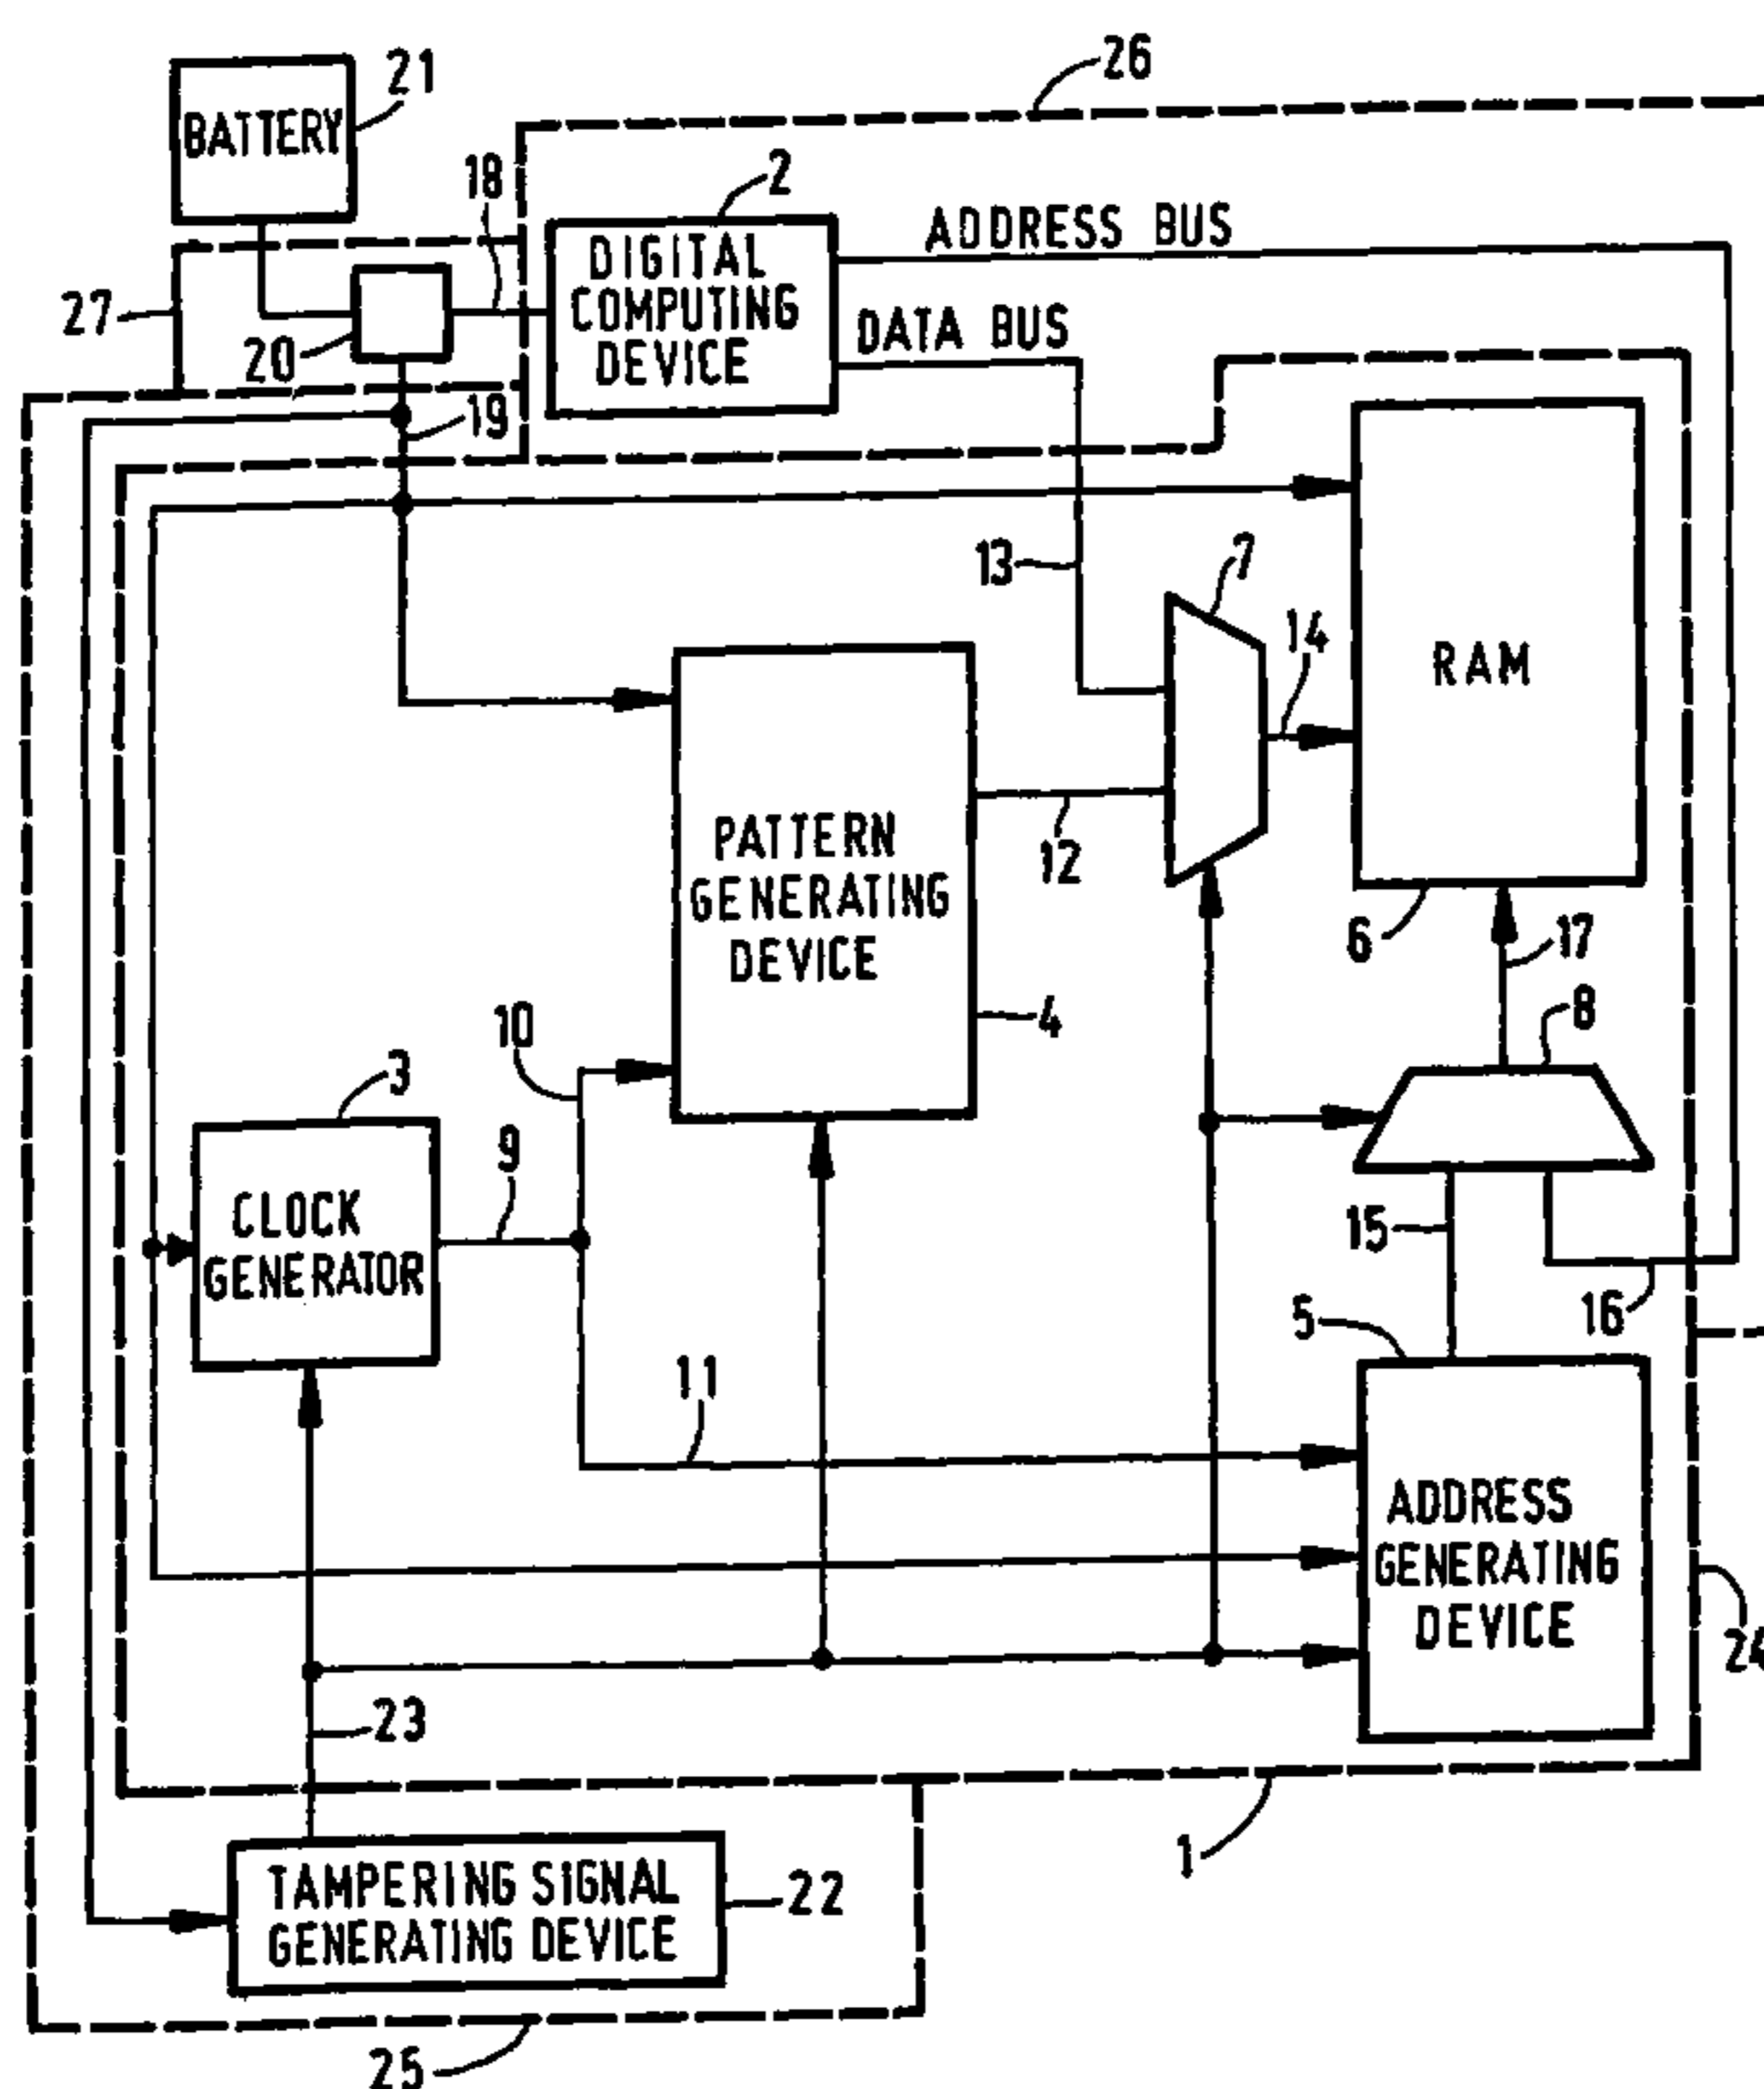 21
26
BATTERY
18
2
ADDRESS BUS
DIGITAL
COMPUTING
DEVICE
DATA BUS
27
20
19
13
7
14
RAM
12
PATTERN
GENERATING
DEVICE
6
17
10
4
8
3
9
CLOCK
GENERATOR
15
16
5
11
ADDRESS
GENERATING
DEVICE
24
23
1
TAMPERING SIGNAL
GENERATING DEVICE
22
25